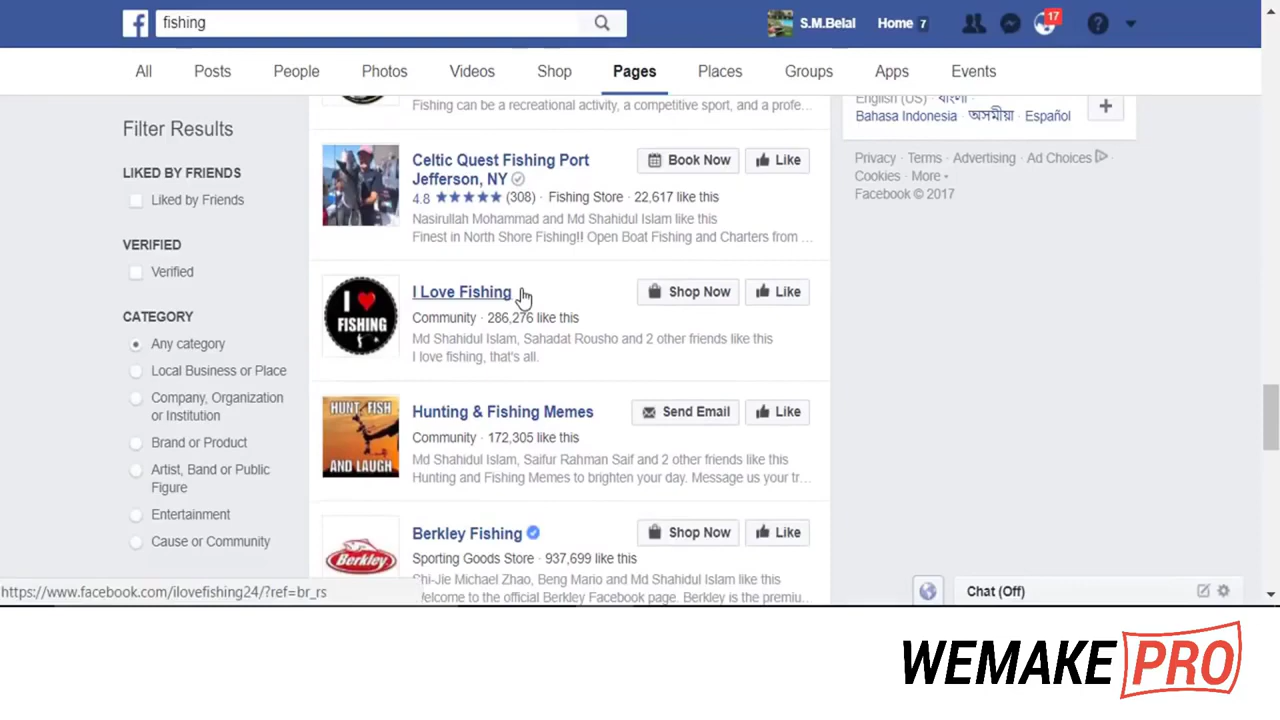 fishing
S.M.Belal
Home 7
17
All Posts People Photos Videos Shop Pages Places Groups Apps Events
Filter Results
LIKED BY FRIENDS
Liked by Friends
VERIFIED
Verified
CATEGORY
Any category
Local Business or Place
Company, Organization
or Institution
Brand or Product
Artist, Band or Public
Figure
Entertainment
Cause or Community
Fishing can be a recreational activity, a competitive sport, and a profe...
Celtic Quest Fishing Port
Jefferson, NY
Book Now Like
4.8 ★★★★★ (308) · Fishing Store · 22,617 like this
Nasirullah Mohammad and Md Shahidul Islam like this
Finest in North Shore Fishing!! Open Boat Fishing and Charters from ...
I ♥
FISHING
I Love Fishing
Shop Now Like
Community · 286,276 like this
Md Shahidul Islam, Sahadat Rousho and 2 other friends like this
I love fishing, that's all.
HUNT, FISH
AND LAUGH
Hunting & Fishing Memes
Send Email Like
Community · 172,305 like this
Md Shahidul Islam, Saifur Rahman Saif and 2 other friends like this
Hunting and Fishing Memes to brighten your day. Message us your tr...
Berkley
Berkley Fishing
Shop Now Like
Sporting Goods Store · 937,699 like this
Shi-Jie Michael Zhao, Beng Mario and Md Shahidul Islam like this
Welcome to the official Berkley Facebook page. Berkley is the premiu...
English (US) · বাংলা ·
Bahasa Indonesia · অসমীয়া · Español
Privacy · Terms · Advertising · Ad Choices ·
Cookies · More
Facebook © 2017
https://www.facebook.com/ilovefishing24/?ref=br_rs
Chat (Off)
WEMAKE PRO